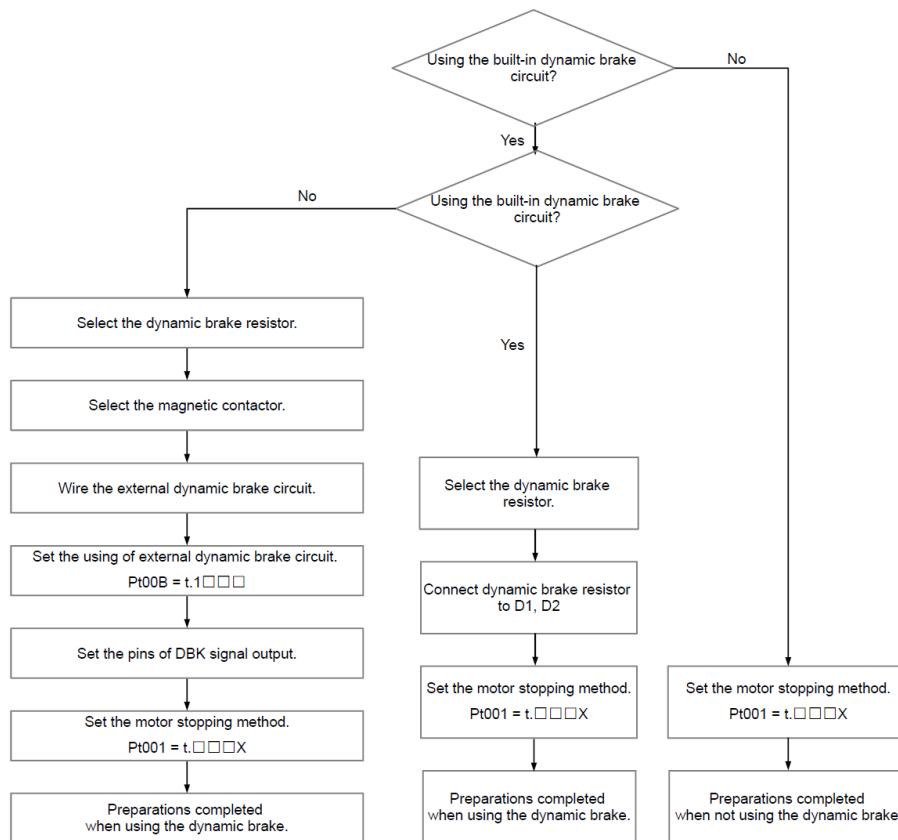 Using the built-in dynamic brake
circuit?
No
Yes
Using the built-in dynamic brake
circuit?
No
Yes
Select the dynamic brake resistor.
Select the magnetic contactor.
Wire the external dynamic brake circuit.
Set the using of external dynamic brake circuit.
Pt00B = t.1□□□
Set the pins of DBK signal output.
Set the motor stopping method.
Pt001 = t.□□□X
Preparations completed
when using the dynamic brake.
Select the dynamic brake
resistor.
Connect dynamic brake resistor
to D1, D2
Set the motor stopping method.
Pt001 = t.□□□X
Preparations completed
when using the dynamic brake.
Set the motor stopping method.
Pt001 = t.□□□X
Preparations completed
when not using the dynamic brake.